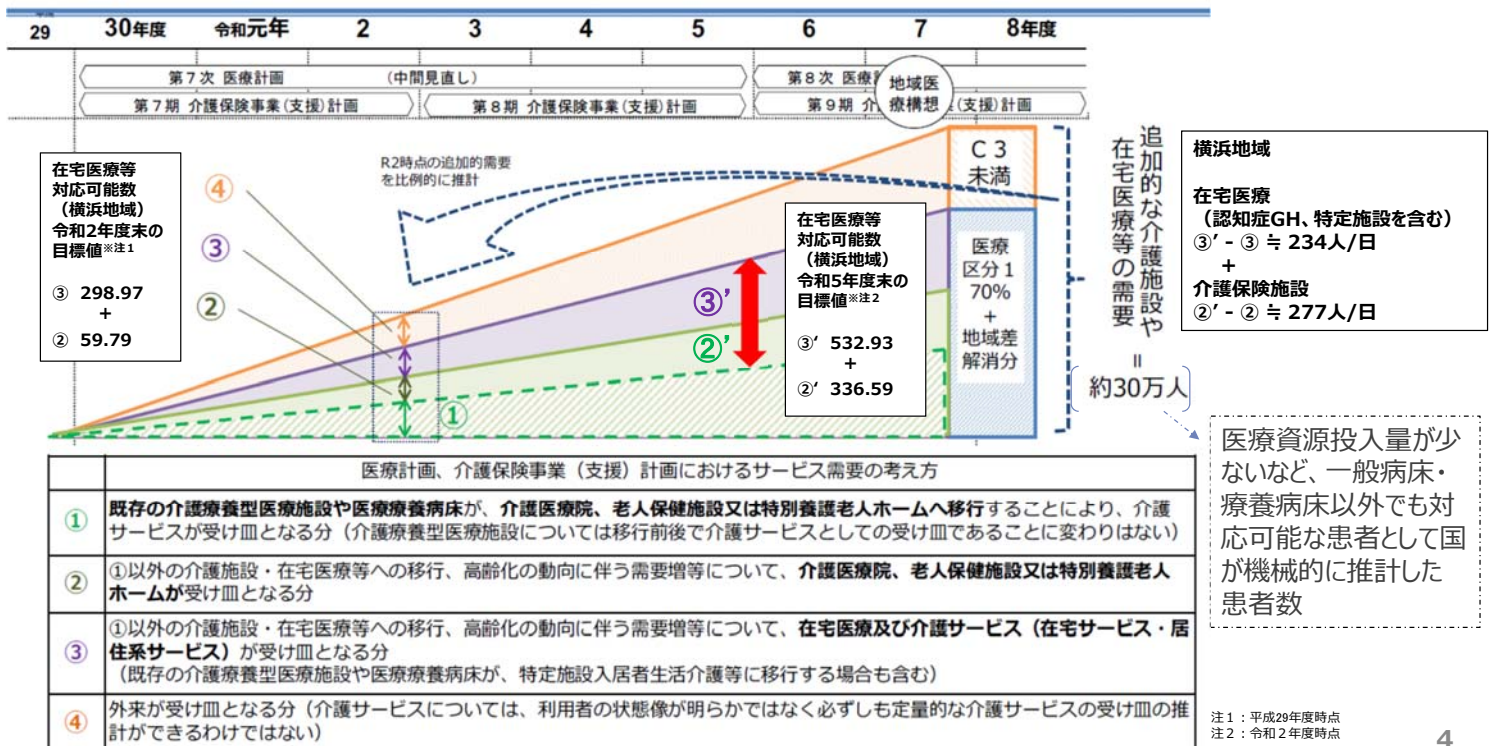 29 30年度 令和元年 2 3 4 5 6 7 8年度
第7次 医療計画 (中間見直し) 第8次 医療
第7期 介護保険事業(支援)計画 第8期 介護保険事業(支援)計画 第9期 介 (支援)計画
地域医
療構想
在宅医療等
対応可能数
(横浜地域)
令和2年度末の
目標値※注1
③ 298.97
+
② 59.79
R2時点の追加的需要
を比例的に推計
④
③
②
①
③’
②’
在宅医療等
対応可能数
(横浜地域)
令和5年度末の
目標値※注2
③’ 532.93
+
②’ 336.59
C3
未満
医療
区分1
70%
+
地域差
解消分
追加的な介護施設や
在宅医療等の需要
=
約30万人
横浜地域
在宅医療
(認知症GH、特定施設を含む)
③’ - ③ ≒ 234人/日
+
介護保険施設
②’ - ② ≒ 277人/日
医療資源投入量が少
ないなど、一般病床・
療養病床以外でも対
応可能な患者として国
が機械的に推計した
患者数
医療計画、介護保険事業(支援)計画におけるサービス需要の考え方
① 既存の介護療養型医療施設や医療療養病床が、介護医療院、老人保健施設又は特別養護老人ホームへ移行することにより、介護
サービスが受け皿となる分(介護療養型医療施設については移行前後で介護サービスとしての受け皿であることに変わりはない)
② ①以外の介護施設・在宅医療等への移行、高齢化の動向に伴う需要増等について、介護医療院、老人保健施設又は特別養護老人
ホームが受け皿となる分
③ ①以外の介護施設・在宅医療等への移行、高齢化の動向に伴う需要増等について、在宅医療及び介護サービス(在宅サービス・居
住系サービス)が受け皿となる分
(既存の介護療養型医療施設や医療療養病床が、特定施設入居者生活介護等に移行する場合も含む)
④ 外来が受け皿となる分(介護サービスについては、利用者の状態像が明らかではなく必ずしも定量的な介護サービスの受け皿の推
計ができるわけではない)
注1:平成29年度時点
注2:令和2年度時点
4